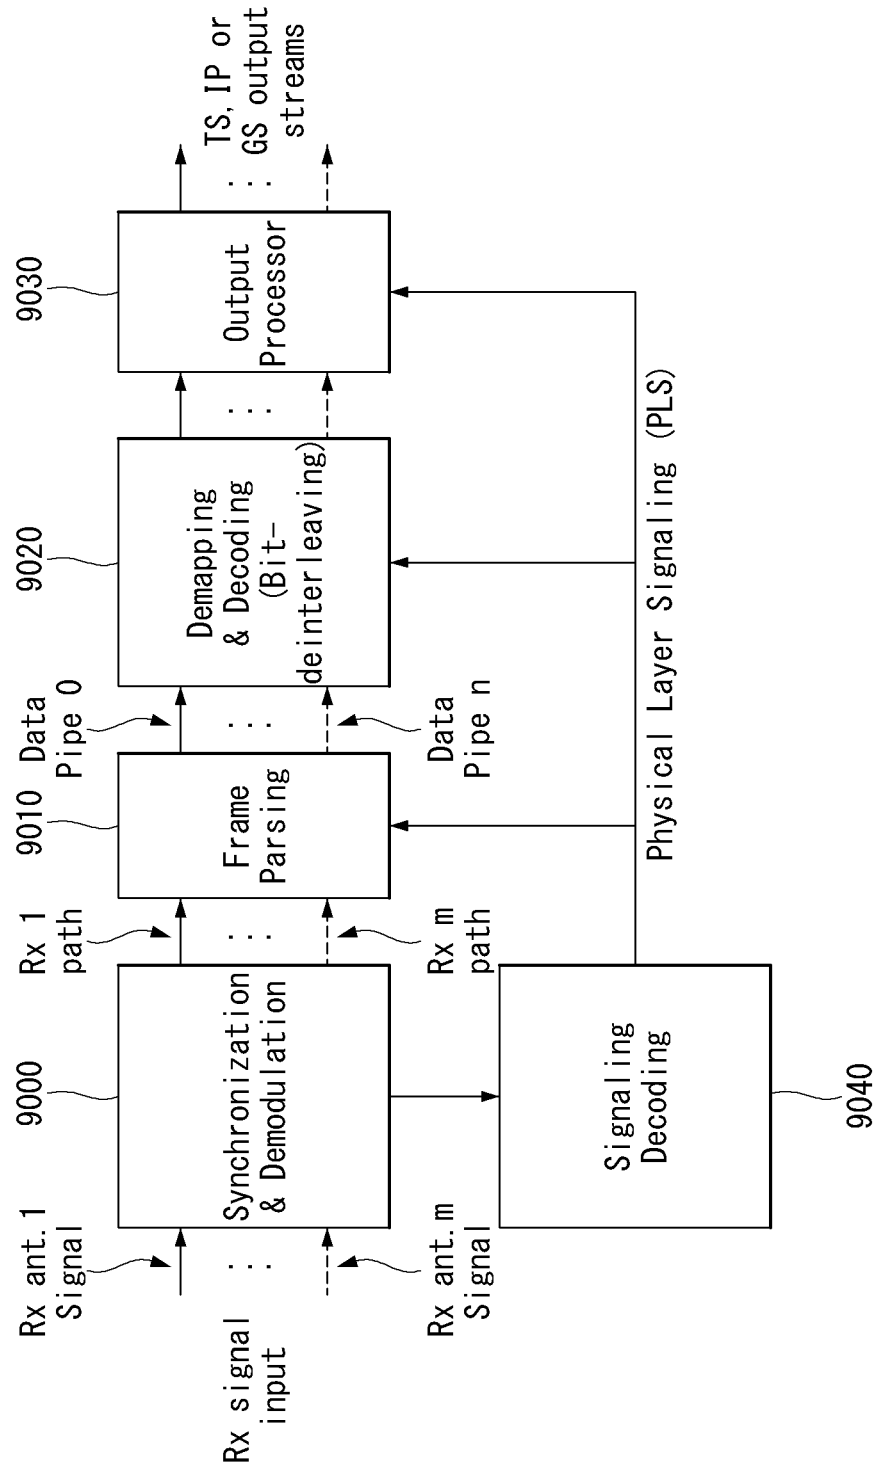 9000
9010
9020
9030
Rx ant.1
Signal
Rx 1
path
Data
Pipe 0
Rx signal
input
Synchronization
& Demodulation
Frame
Parsing
Demapping
& Decoding
(Bit-
deinterleaving)
Output
Processor
TS, IP or
GS output
streams
. . .
. . .
. . .
. . .
. . .
Rx ant.m
Signal
Rx m
path
Data
Pipe n
Signaling
Decoding
Physical Layer Signaling (PLS)
9040